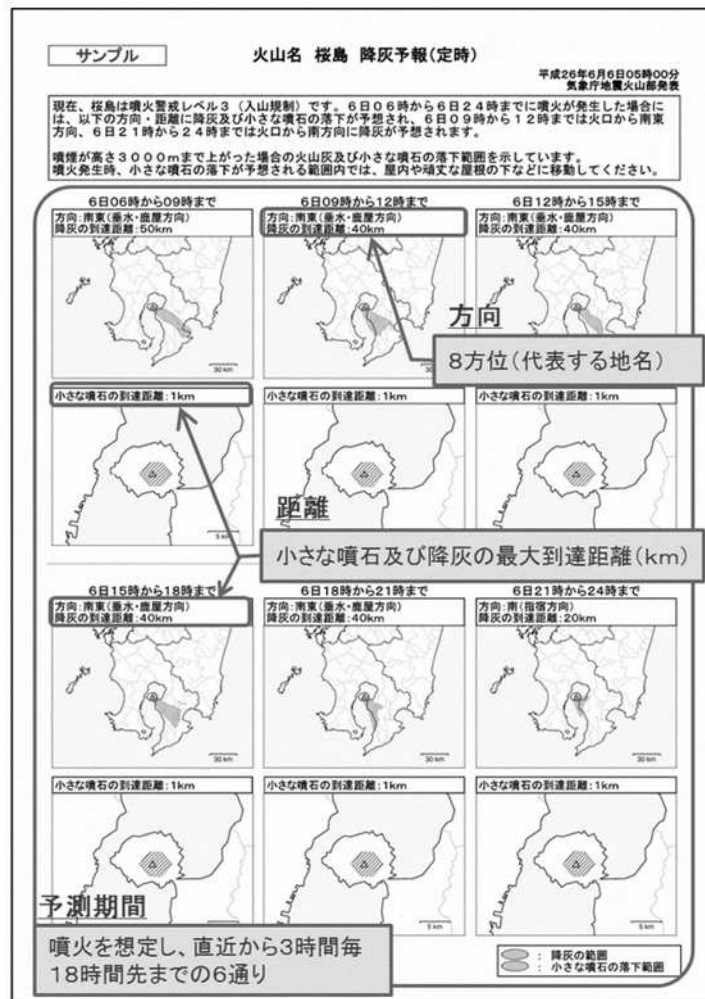 サンプル
火山名 桜島 降灰予報(定時)
平成26年6月6日05時00分
気象庁地震火山部発表
現在、桜島は噴火警戒レベル3(入山規制)です。6日06時から6日24時までに噴火が発生した場合に
は、以下の方向・距離に降灰及び小さな噴石の落下が予想され、6日09時から12時までは火口から南東
方向、6日21時から24時までは火口から南方向に降灰が予想されます。
噴煙が高さ3000mまで上がった場合の火山灰及び小さな噴石の落下範囲を示しています。
噴火発生時、小さな噴石の落下が予想される範囲内では、屋内や頑丈な屋根の下などに移動してください。
6日06時から09時まで
方向:南東(垂水・鹿屋方向)
降灰の到達距離:50km
30 km
6日09時から12時まで
方向:南東(垂水・鹿屋方向)
降灰の到達距離:40km
6日12時から15時まで
方向:南東(垂水・鹿屋方向)
降灰の到達距離:40km
方向
8方位(代表する地名)
小さな噴石の到達距離:1km
5 km
小さな噴石の到達距離:1km
小さな噴石の到達距離:1km
距離
小さな噴石及び降灰の最大到達距離(km)
6日15時から18時まで
方向:南東(垂水・鹿屋方向)
降灰の到達距離:40km
30 km
6日18時から21時まで
方向:南東(垂水・鹿屋方向)
降灰の到達距離:40km
30 km
6日21時から24時まで
方向:南(指宿方向)
降灰の到達距離:20km
30 km
小さな噴石の到達距離:1km
小さな噴石の到達距離:1km
5 km
小さな噴石の到達距離:1km
5 km
予測期間
噴火を想定し、直近から3時間毎
18時間先までの6通り
: 降灰の範囲
: 小さな噴石の落下範囲